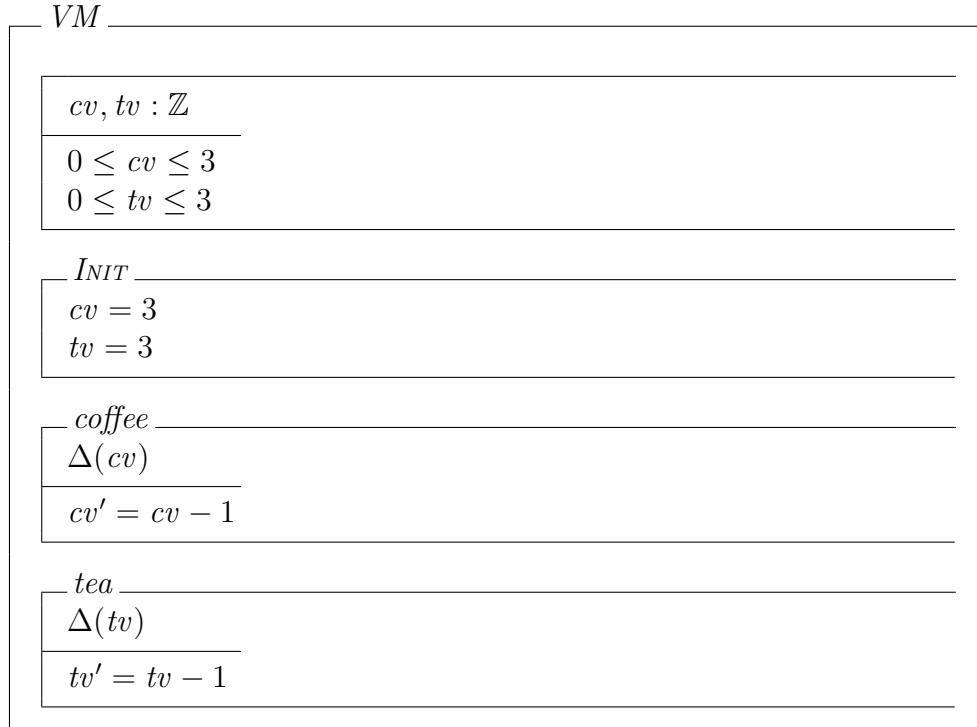 VM
cv, tv : ℤ
0 ≤ cv ≤ 3
0 ≤ tv ≤ 3
INIT
cv = 3
tv = 3
coffee
Δ(cv)
cv′ = cv − 1
tea
Δ(tv)
tv′ = tv − 1